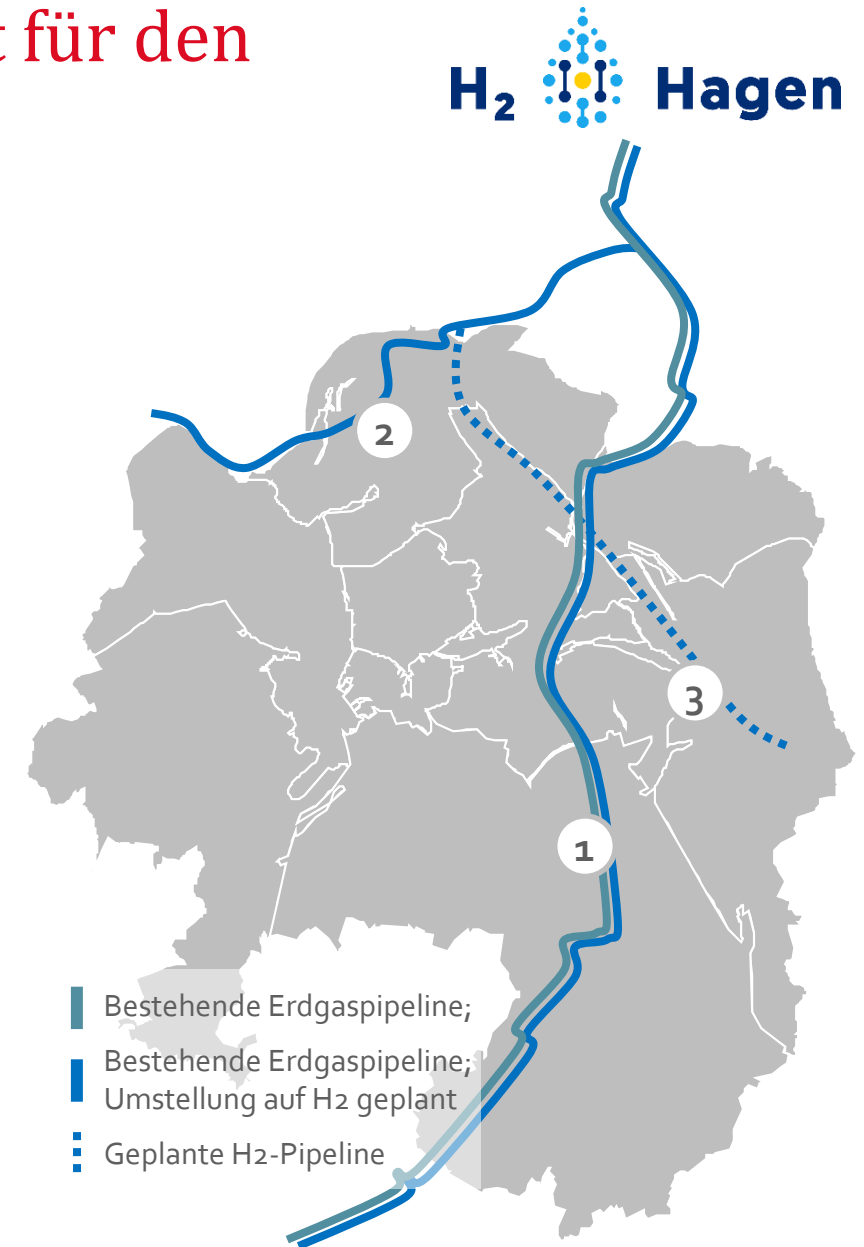 t für den
H₂ Hagen
2
3
1
Bestehende Erdgaspipeline;
Bestehende Erdgaspipeline;
Umstellung auf H2 geplant
Geplante H2-Pipeline